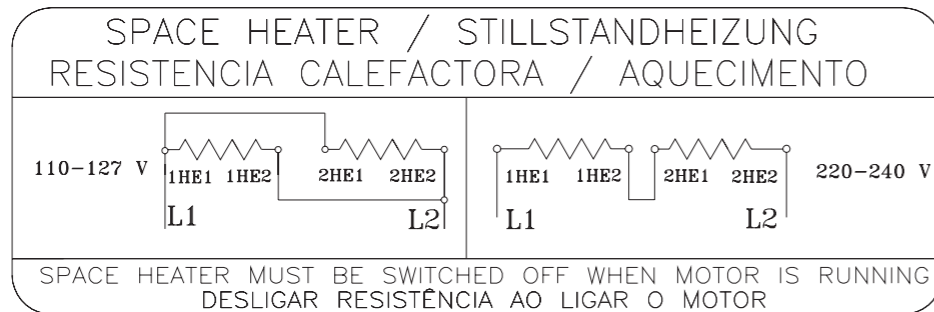 SPACE HEATER / STILLSTANDHEIZUNG
RESISTENCIA CALEFACTORA / AQUECIMENTO
110-127 V
1HE1 1HE2 2HE1 2HE2
L1 L2
1HE1 1HE2 2HE1 2HE2
220-240 V
L1 L2
SPACE HEATER MUST BE SWITCHED OFF WHEN MOTOR IS RUNNING
DESLIGAR RESISTÊNCIA AO LIGAR O MOTOR